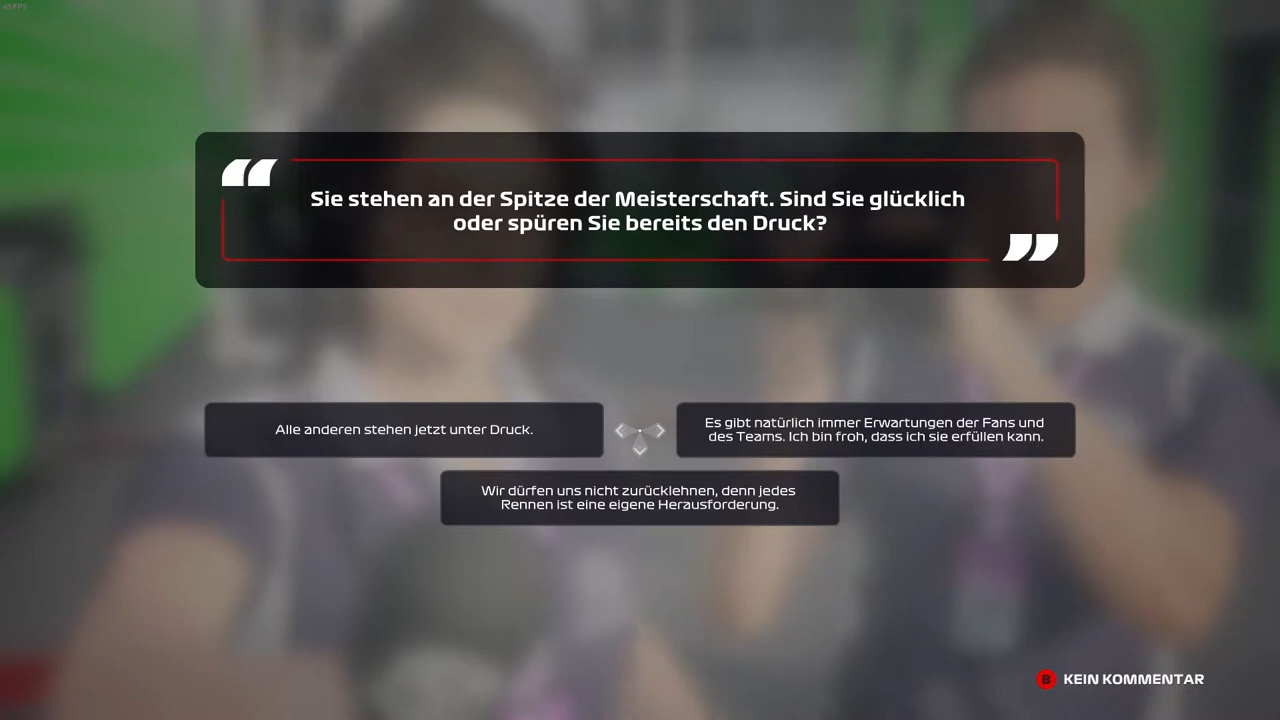 Sie stehen an der Spitze der Meisterschaft. Sind Sie glücklich
oder spüren Sie bereits den Druck?
Alle anderen stehen jetzt unter Druck.
Es gibt natürlich immer Erwartungen der Fans und
des Teams. Ich bin froh, dass ich sie erfüllen kann.
Wir dürfen uns nicht zurücklehnen, denn jedes
Rennen ist eine eigene Herausforderung.
B KEIN KOMMENTAR